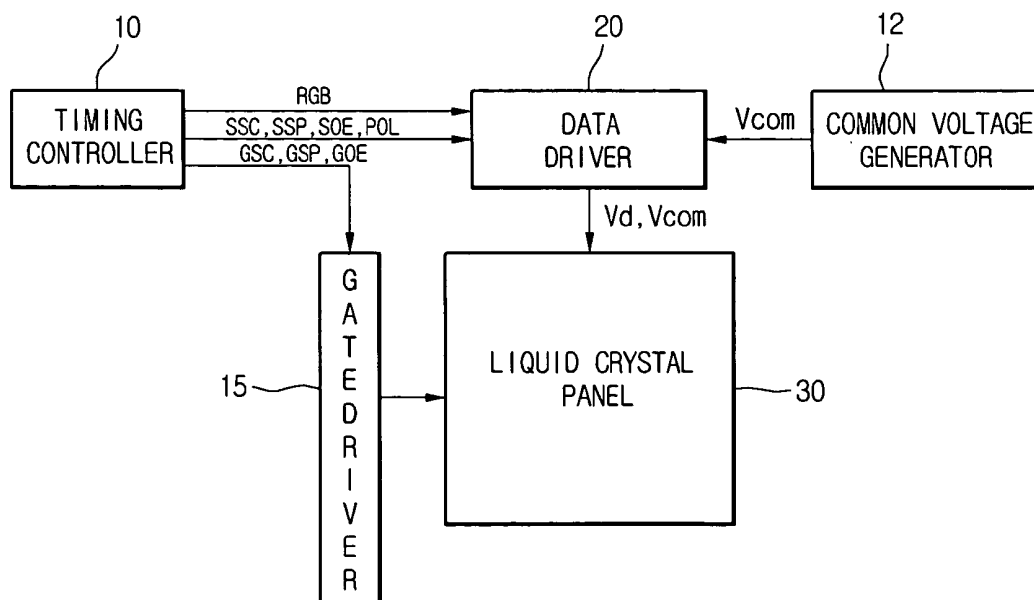 10
20
12
TIMING
CONTROLLER
RGB
SSC,SSP,SOE,POL
GSC,GSP,GOE
DATA
DRIVER
Vcom
COMMON VOLTAGE
GENERATOR
Vd,Vcom
G
A
T
E
D
R
I
V
E
R
15
LIQUID CRYSTAL
PANEL
30